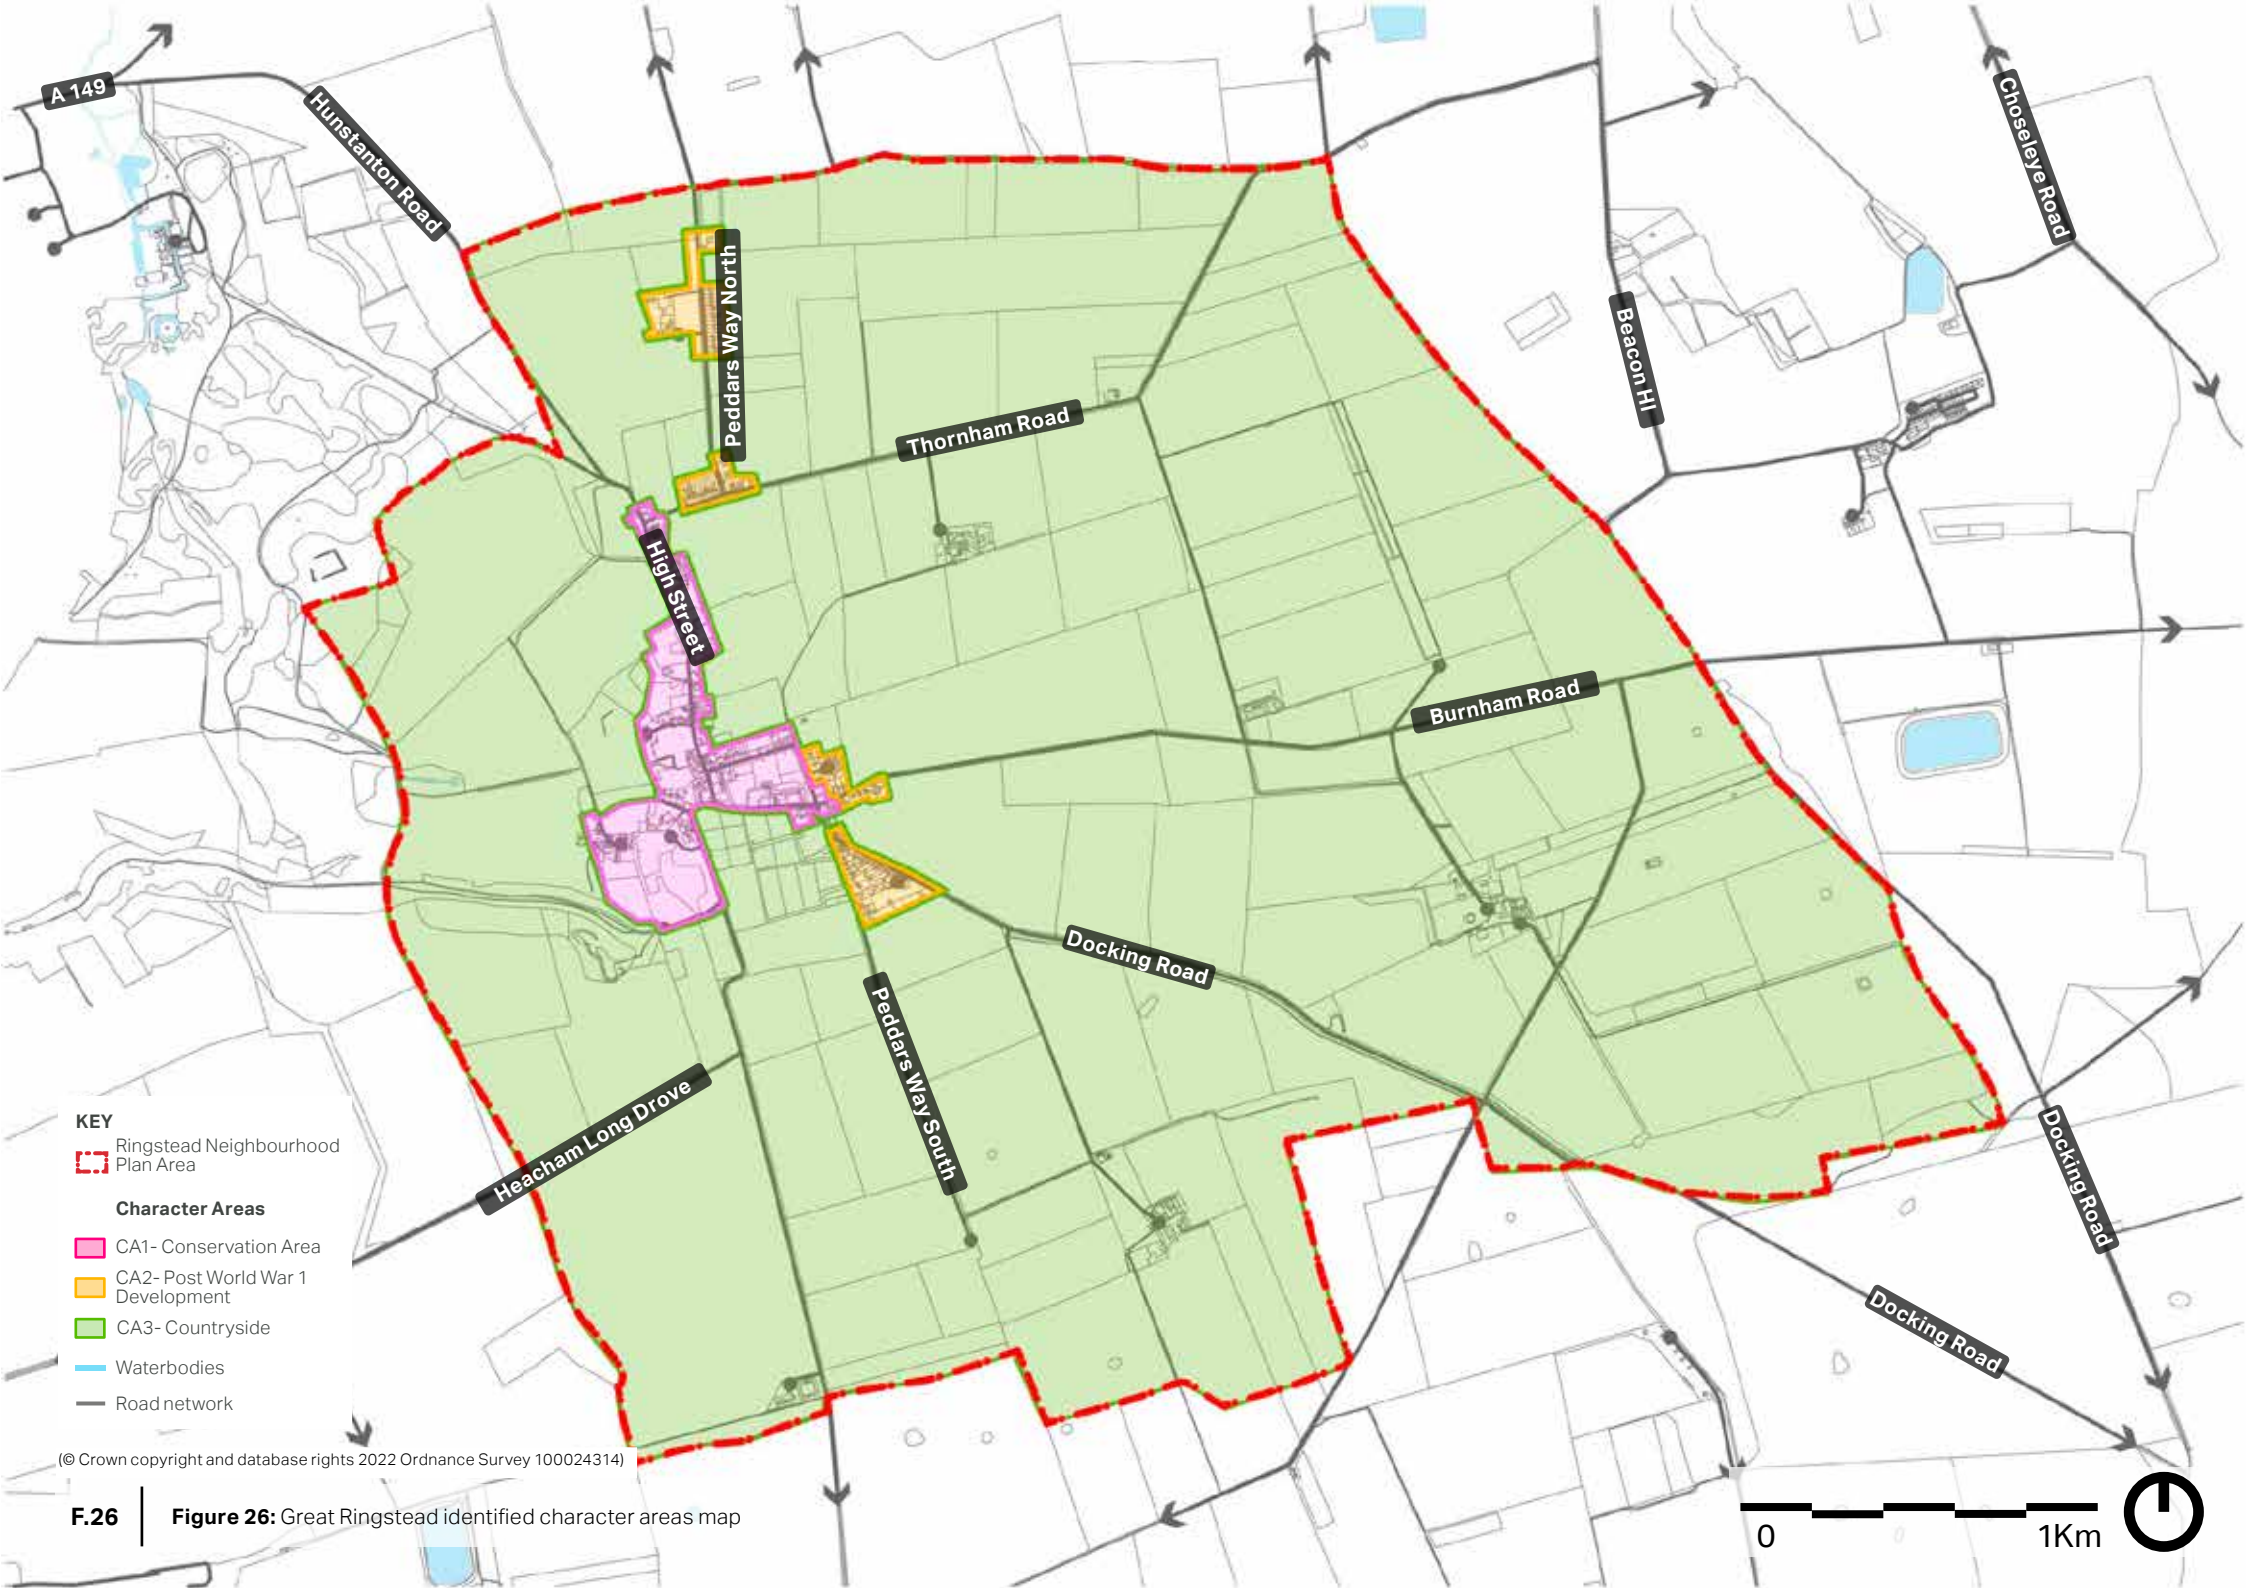 A 149
Hunstanton Road
Choseleye Road
Peddars Way North
Beacon Hl
Thornham Road
High Street
Burnham Road
Docking Road
Peddars Way South
Heacham Long Drove
Docking Road
Docking Road
KEY
Ringstead Neighbourhood
Plan Area
Character Areas
CA1- Conservation Area
CA2- Post World War 1
Development
CA3- Countryside
Waterbodies
Road network
(© Crown copyright and database rights 2022 Ordnance Survey 100024314)
F.26
Figure 26: Great Ringstead identified character areas map
0
1Km